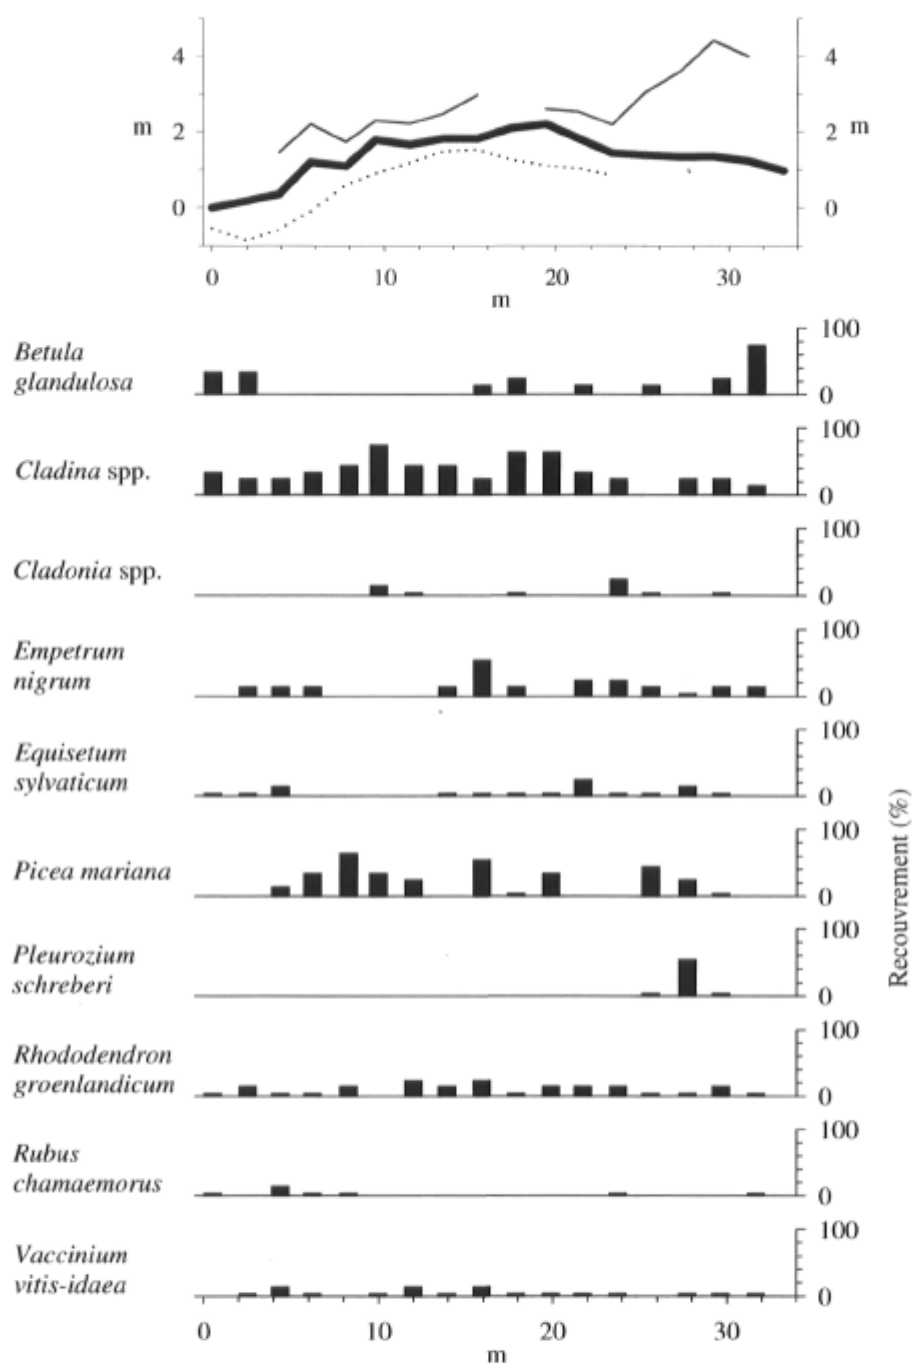 4 4
m 2 2 m
0 0
0 10 20 30
m
Betula
glandulosa
100
0
Cladina spp.
100
0
Cladonia spp.
100
0
Empetrum
nigrum
100
0
Equisetum
sylvaticum
100
0
Picea mariana
100
0
Pleurozium
schreberi
100
0
Rhododendron
groenlandicum
100
0
Rubus
chamaemorus
100
0
Vaccinium
vitis-idaea
100
0
Recouvrement (%)
0 10 20 30
m